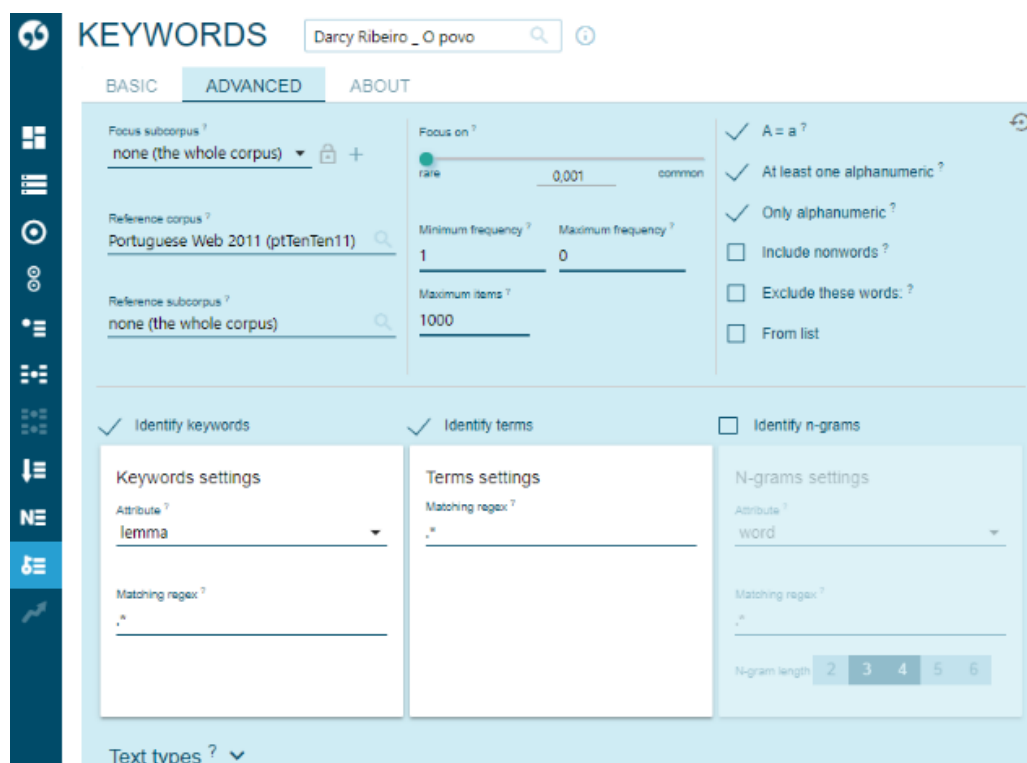 KEYWORDS
Darcy Ribeiro _ O povo
BASIC
ADVANCED
ABOUT
Focus subcorpus ?
none (the whole corpus)
Reference corpus ?
Portuguese Web 2011 (ptTenTen11)
Reference subcorpus ?
none (the whole corpus)
Focus on ?
rare 0,001 common
Minimum frequency ? Maximum frequency ?
1 0
Maximum items ?
1000
A = a ?
At least one alphanumeric ?
Only alphanumeric ?
Include nonwords ?
Exclude these words: ?
From list
Identify keywords
Keywords settings
Attribute ?
lemma
Matching regex ?
.*
Identify terms
Terms settings
Matching regex ?
.*
Identify n-grams
N-grams settings
Attribute ?
word
Matching regex ?
.*
N-gram length 2 3 4 5 6
Text types ?